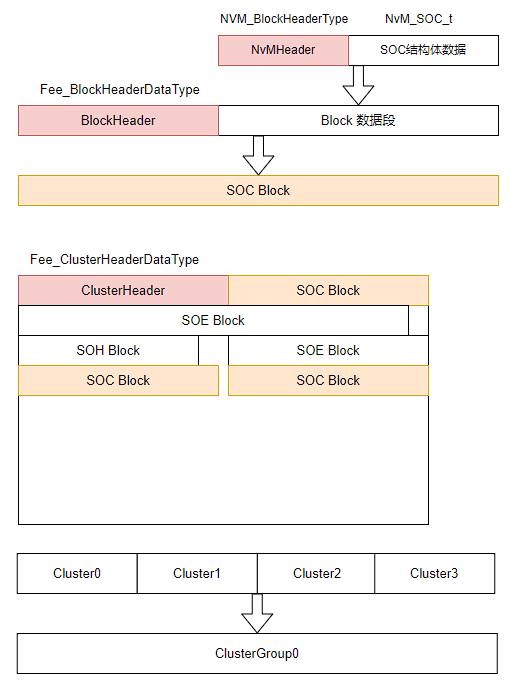 NVM_BlockHeaderType
NvM_SOC_t
NvMHeader
SOC结构体数据
Fee_BlockHeaderDataType
BlockHeader
Block 数据段
SOC Block
Fee_ClusterHeaderDataType
ClusterHeader
SOC Block
SOE Block
SOH Block
SOE Block
SOC Block
SOC Block
Cluster0
Cluster1
Cluster2
Cluster3
ClusterGroup0